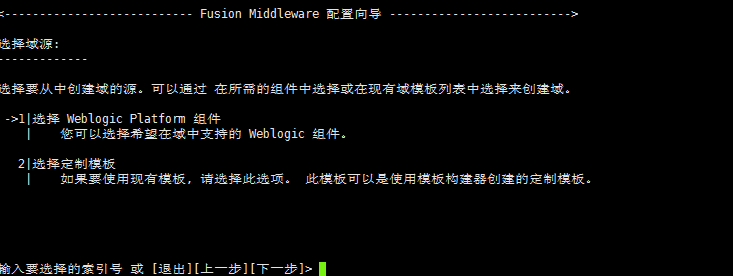 <--------------------------- Fusion Middleware 配置向导 -------------------------->
选择域源:
-------------
选择要从中创建域的源。可以通过 在所需的组件中选择或在现有域模板列表中选择来创建域。
->1|选择 Weblogic Platform 组件
|    您可以选择希望在域中支持的 Weblogic 组件。
2|选择定制模板
|    如果要使用现有模板, 请选择此选项。 此模板可以是使用模板构建器创建的定制模板。
输入要选择的索引号 或 [退出][上一步][下一步]>